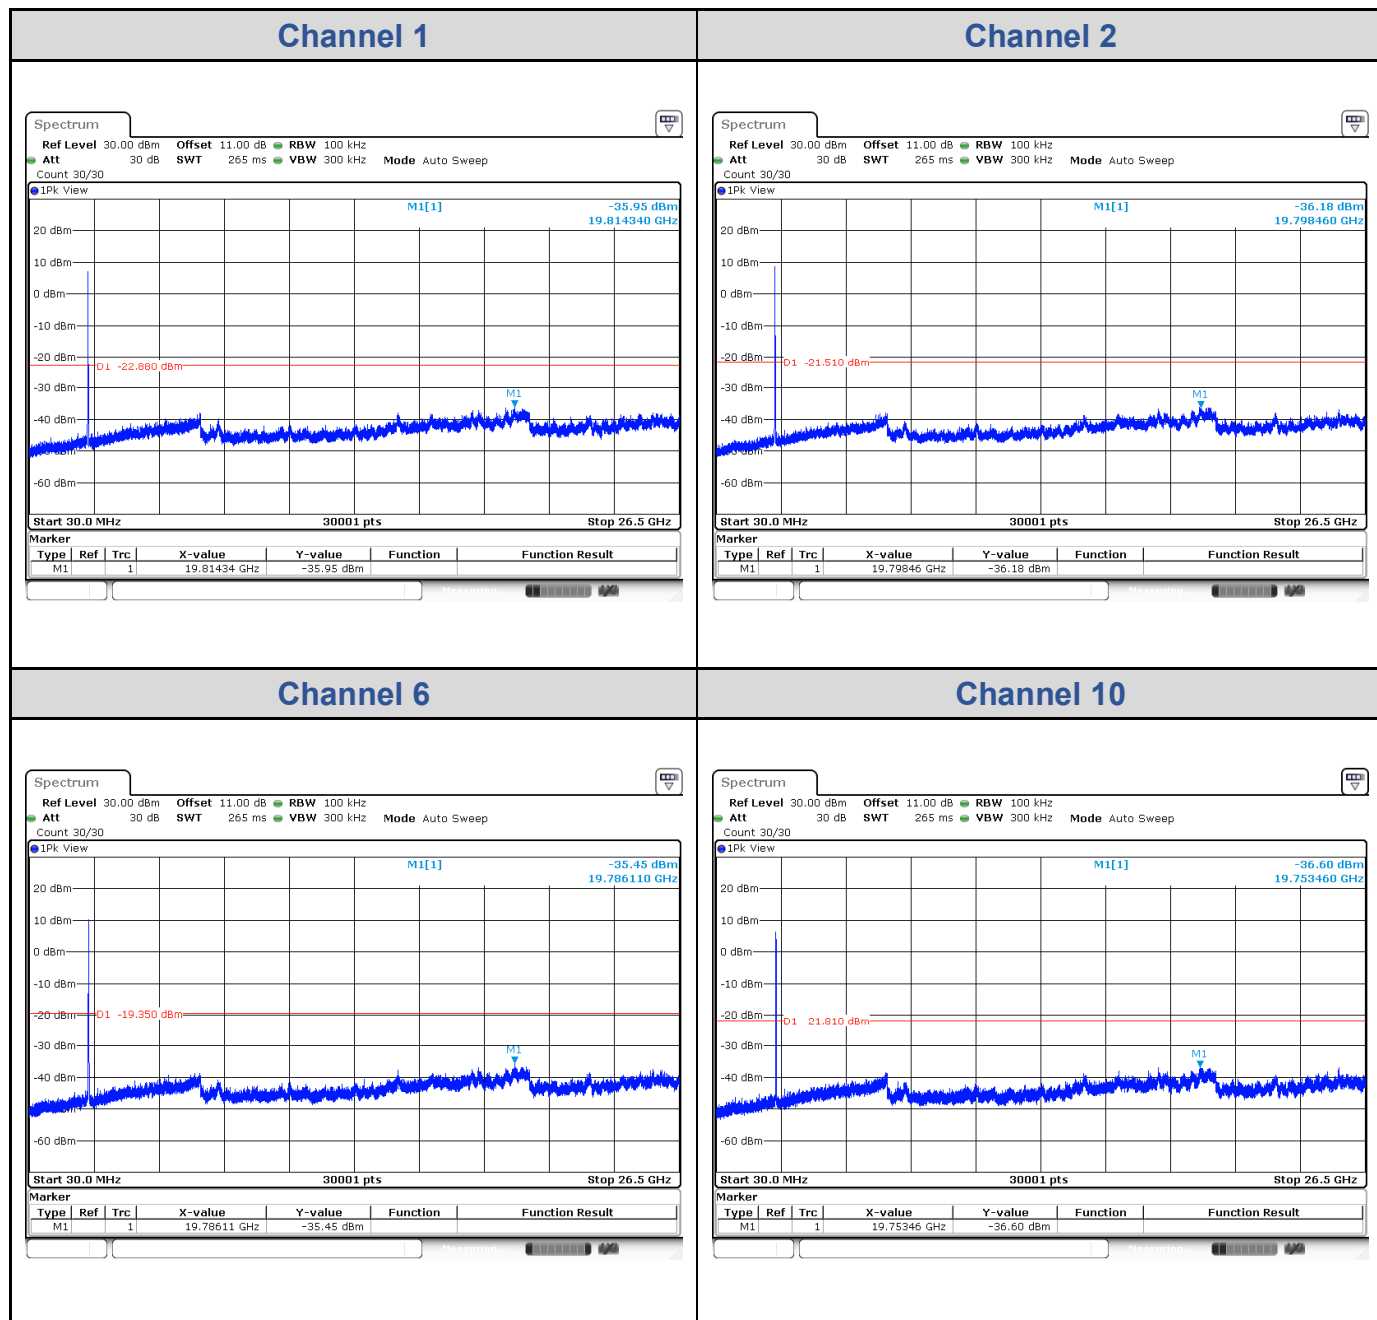 Channel 1
Channel 2
Spectrum
Ref Level 30.00 dBm Offset 11.00 dB RBW 100 kHz
Att 30 dB SWT 265 ms VBW 300 kHz Mode Auto Sweep
Count 30/30
1Pk View
M1[1] -35.95 dBm
19.814340 GHz
20 dBm
10 dBm
0 dBm
-10 dBm
-20 dBm
D1 -22.880 dBm
-30 dBm
M1
-40 dBm
-60 dBm
Start 30.0 MHz 30001 pts Stop 26.5 GHz
Marker
Type Ref Trc X-value Y-value Function Function Result
M1 1 19.81434 GHz -35.95 dBm
Measuring...
Spectrum
Ref Level 30.00 dBm Offset 11.00 dB RBW 100 kHz
Att 30 dB SWT 265 ms VBW 300 kHz Mode Auto Sweep
Count 30/30
1Pk View
M1[1] -36.18 dBm
19.798460 GHz
20 dBm
10 dBm
0 dBm
-10 dBm
-20 dBm
D1 -21.510 dBm
-30 dBm
M1
-40 dBm
-60 dBm
Start 30.0 MHz 30001 pts Stop 26.5 GHz
Marker
Type Ref Trc X-value Y-value Function Function Result
M1 1 19.79846 GHz -36.18 dBm
Measuring...
Channel 6
Channel 10
Spectrum
Ref Level 30.00 dBm Offset 11.00 dB RBW 100 kHz
Att 30 dB SWT 265 ms VBW 300 kHz Mode Auto Sweep
Count 30/30
1Pk View
M1[1] -35.45 dBm
19.786110 GHz
20 dBm
10 dBm
0 dBm
-10 dBm
-20 dBm
D1 -19.350 dBm
-30 dBm
M1
-40 dBm
-60 dBm
Start 30.0 MHz 30001 pts Stop 26.5 GHz
Marker
Type Ref Trc X-value Y-value Function Function Result
M1 1 19.78611 GHz -35.45 dBm
Measuring...
Spectrum
Ref Level 30.00 dBm Offset 11.00 dB RBW 100 kHz
Att 30 dB SWT 265 ms VBW 300 kHz Mode Auto Sweep
Count 30/30
1Pk View
M1[1] -36.60 dBm
19.753460 GHz
20 dBm
10 dBm
0 dBm
-10 dBm
-20 dBm
D1 21.810 dBm
-30 dBm
M1
-40 dBm
-60 dBm
Start 30.0 MHz 30001 pts Stop 26.5 GHz
Marker
Type Ref Trc X-value Y-value Function Function Result
M1 1 19.75346 GHz -36.60 dBm
Measuring...